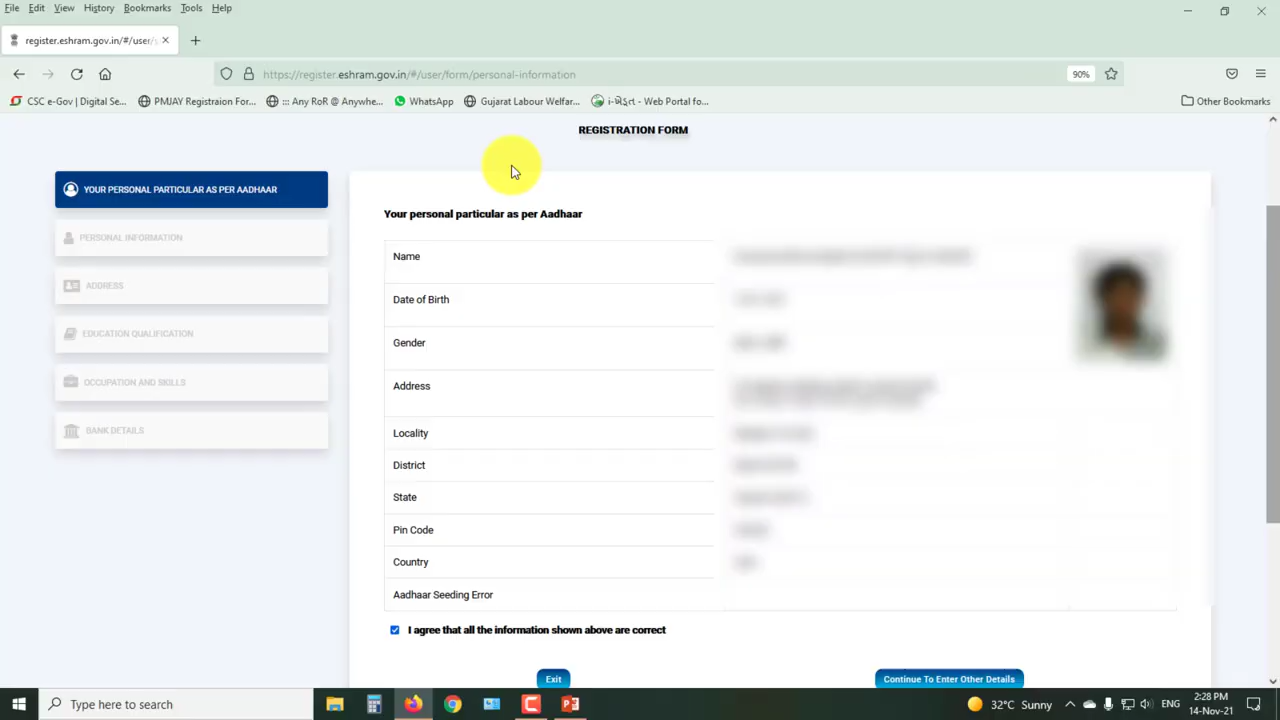 File Edit View History Bookmarks Tools Help
register.eshram.gov.in/#/user/
https://register.eshram.gov.in/#/user/form/personal-information 90%
CSC e-Gov | Digital Se... PMJAY Registraion For... ::: Any RoR @ Anywhe... WhatsApp Gujarat Labour Welfar... i-ખેડૂત - Web Portal fo... Other Bookmarks
REGISTRATION FORM
YOUR PERSONAL PARTICULAR AS PER AADHAAR
PERSONAL INFORMATION
ADDRESS
EDUCATION QUALIFICATION
OCCUPATION AND SKILLS
BANK DETAILS
Your personal particular as per Aadhaar
Name
Date of Birth
Gender
Address
Locality
District
State
Pin Code
Country
Aadhaar Seeding Error
I agree that all the information shown above are correct
Exit Continue To Enter Other Details
Type here to search 32°C Sunny ENG 2:28 PM
14-Nov-21